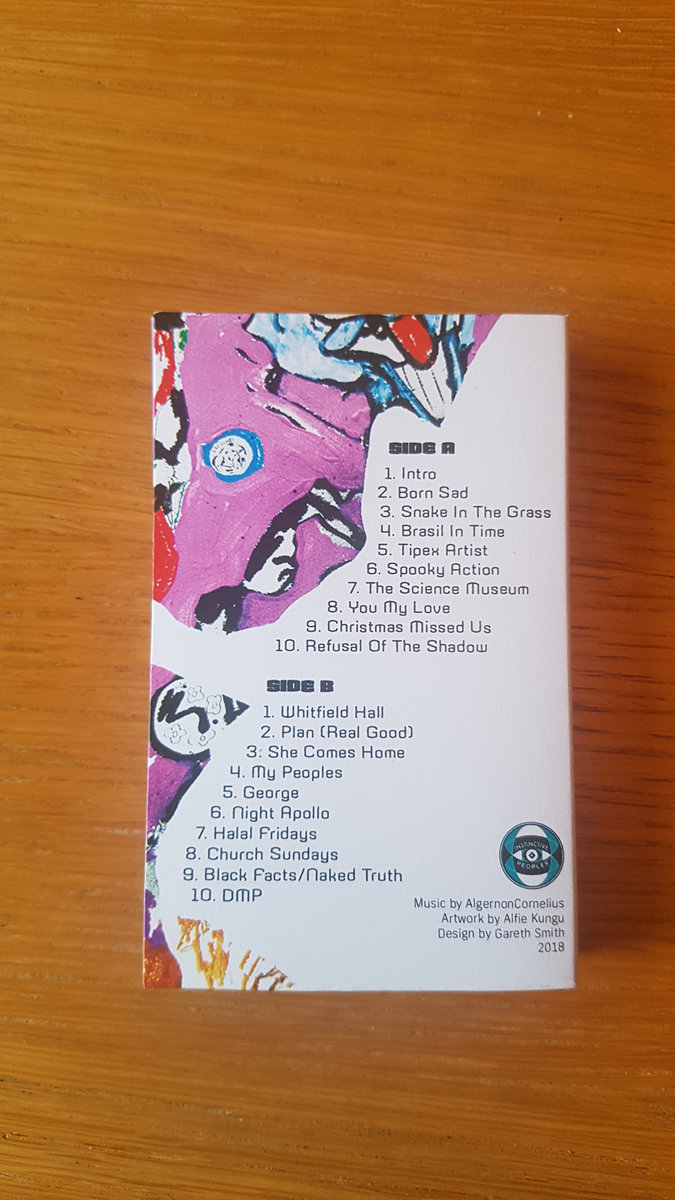 SIDE A
1. Intro
2. Born Sad
3. Snake In The Grass
4. Brasil In Time
5. Tipex Artist
6. Spooky Action
7. The Science Museum
8. You My Love
9. Christmas Missed Us
10. Refusal Of The Shadow
SIDE B
1. Whitfield Hall
2. Plan (Real Good)
3. She Comes Home
4. My Peoples
5. George
6. Night Apollo
7. Halal Fridays
8. Church Sundays
9. Black Facts/Naked Truth
10. DMP
INSTINCTIVE
PEOPLES
Music by AlgernonCornelius
Artwork by Alfie Kungu
Design by Gareth Smith
2018